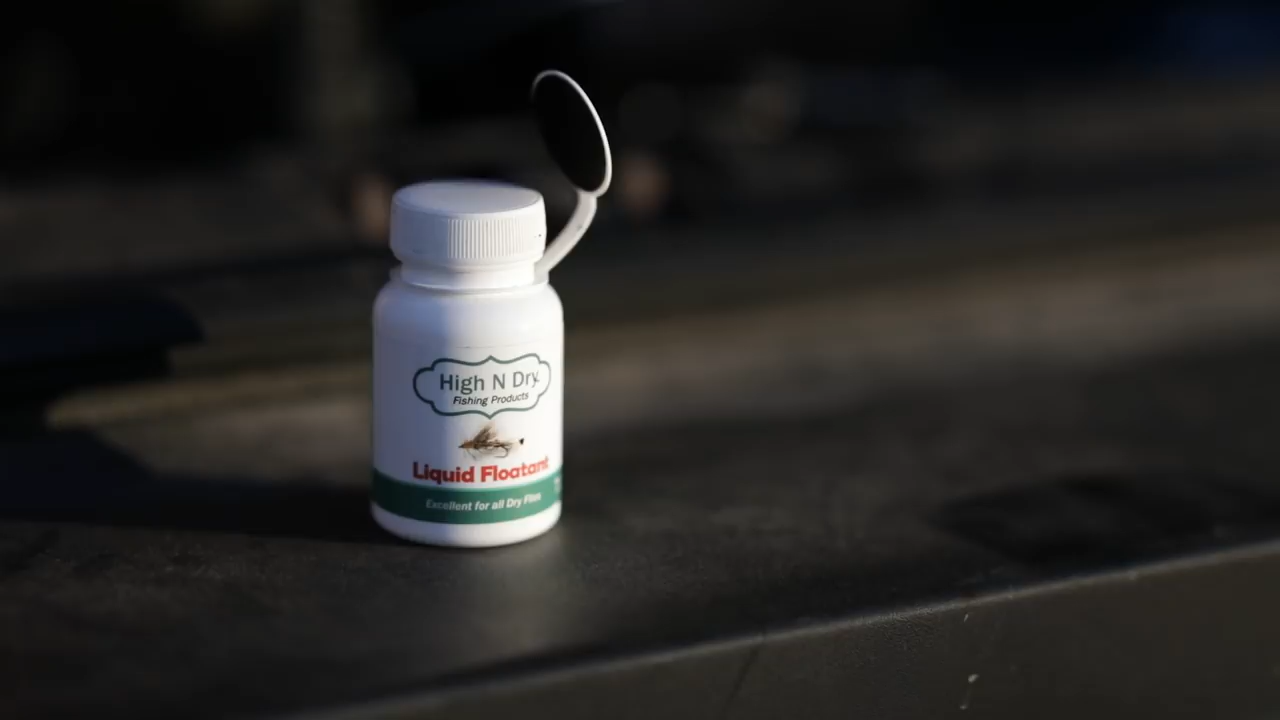 High N Dry
Fishing Products
Liquid Floatant
Excellent for all Dry Flies